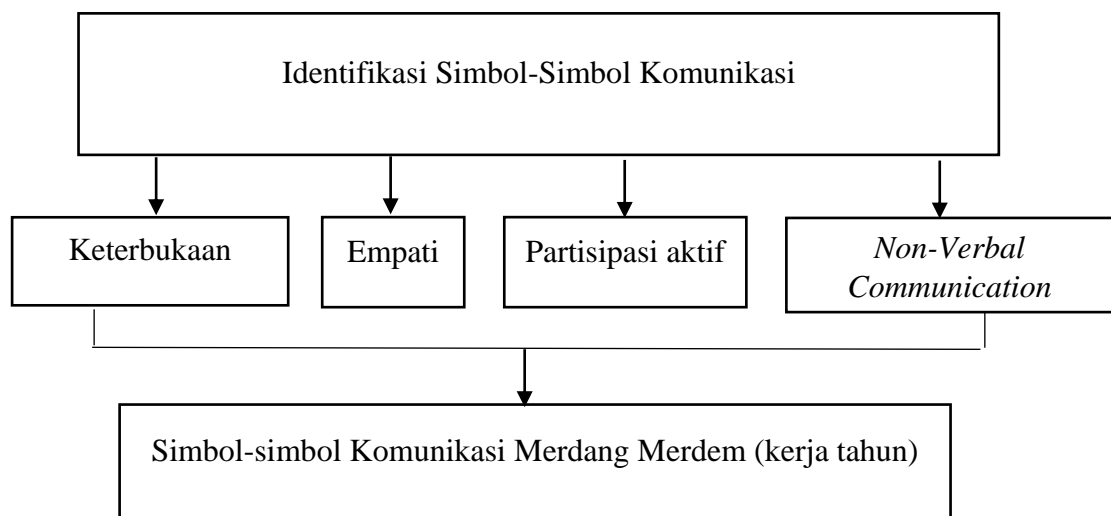 Identifikasi Simbol-Simbol Komunikasi
Keterbukaan
Empati
Partisipasi aktif
Non-Verbal
Communication
Simbol-simbol Komunikasi Merdang Merdem (kerja tahun)